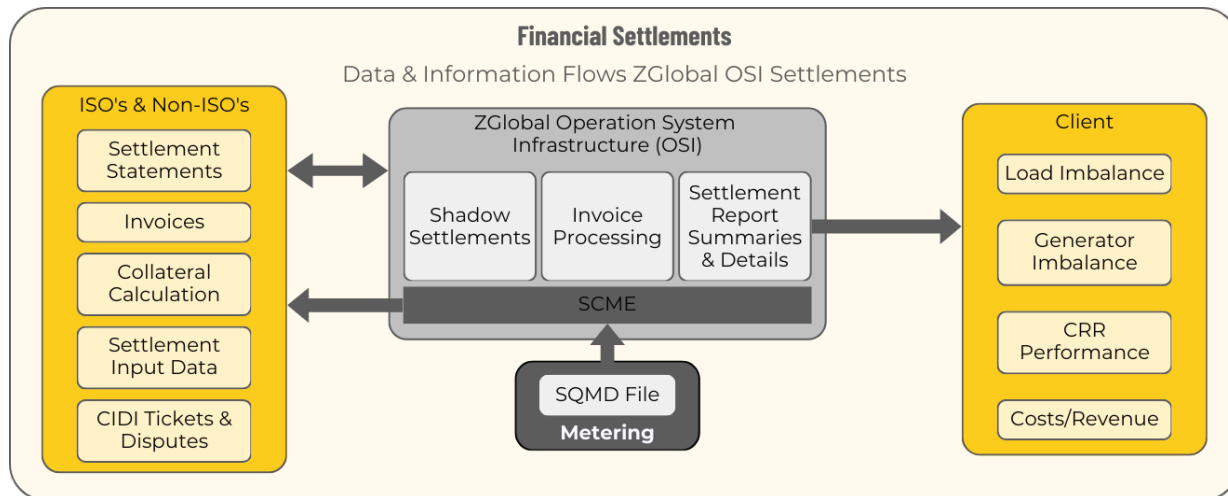 Financial Settlements
Data & Information Flows ZGlobal OSI Settlements
ISO's & Non-ISO's
Settlement
Statements
Invoices
Collateral
Calculation
Settlement
Input Data
CIDI Tickets &
Disputes
ZGlobal Operation System
Infrastructure (OSI)
Shadow
Settlements
Invoice
Processing
Settlement
Report
Summaries
& Details
SCME
SQMD File
Metering
Client
Load Imbalance
Generator
Imbalance
CRR
Performance
Costs/Revenue